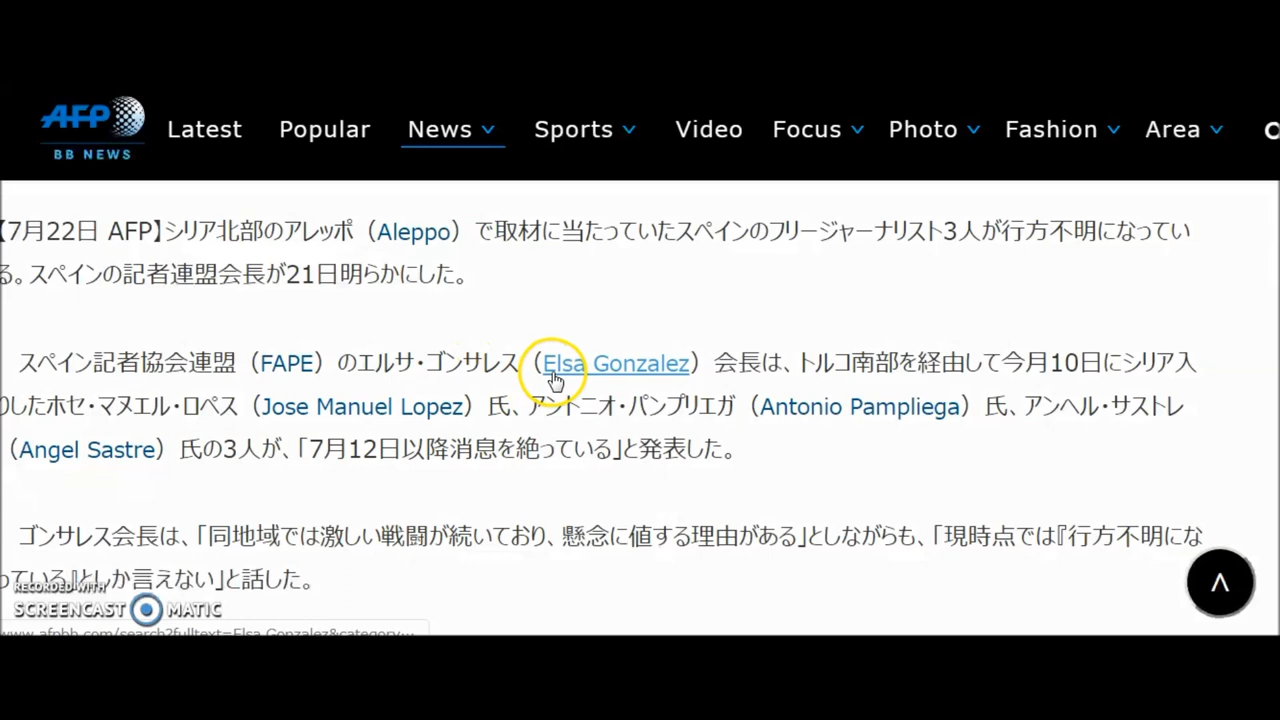 AFP
BB NEWS
Latest Popular News Sports Video Focus Photo Fashion Area
【7月22日 AFP】シリア北部のアレッポ（Aleppo）で取材に当たっていたスペインのフリージャーナリスト3人が行方不明になってい
る。スペインの記者連盟会長が21日明らかにした。
スペイン記者協会連盟（FAPE）のエルサ・ゴンサレス（Elsa Gonzalez）会長は、トルコ南部を経由して今月10日にシリア入
りしたホセ・マヌエル・ロペス（Jose Manuel Lopez）氏、アントニオ・パンプリエガ（Antonio Pampliega）氏、アンヘル・サストレ
（Angel Sastre）氏の3人が、「7月12日以降消息を絶っている」と発表した。
ゴンサレス会長は、「同地域では激しい戦闘が続いており、懸念に値する理由がある」としながらも、「現時点では『行方不明にな
っている』としか言えない」と話した。
RECORDED WITH
SCREENCAST MATIC
www.afpbb.com/search?fulltext=Elsa Gonzalez&category...